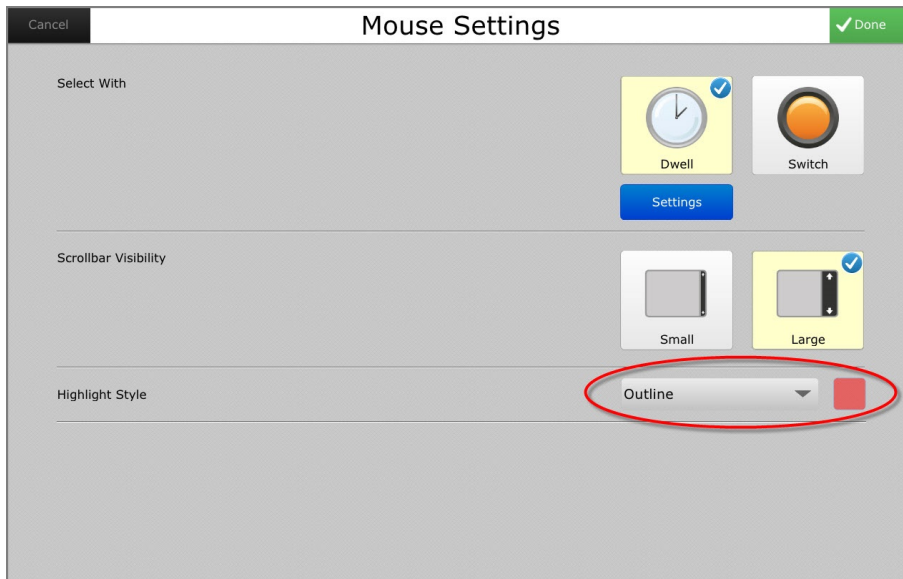 Cancel
Mouse Settings
Done
Select With
Dwell
Switch
Settings
Scrollbar Visibility
Small
Large
Highlight Style
Outline